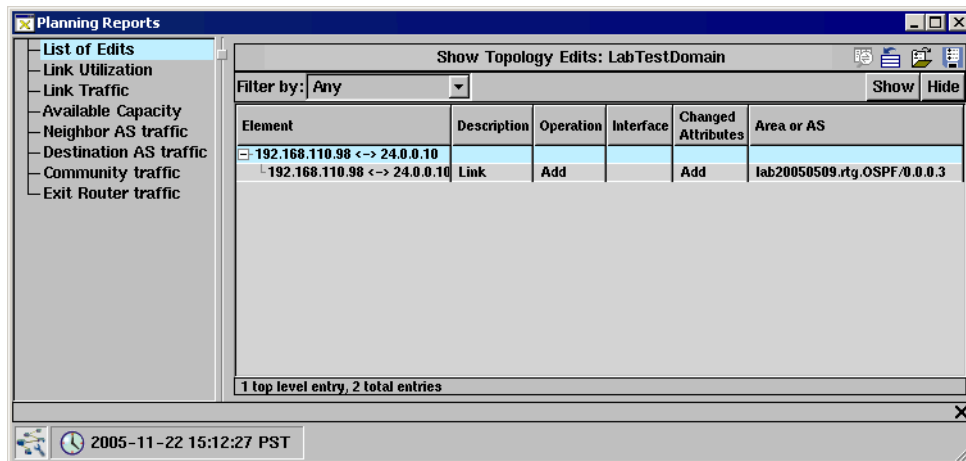 Planning Reports
List of Edits
Link Utilization
Link Traffic
Available Capacity
Neighbor AS traffic
Destination AS traffic
Community traffic
Exit Router traffic
Show Topology Edits: LabTestDomain
Filter by: Any Show Hide
Element Description Operation Interface Changed Attributes Area or AS
192.168.110.98 <-> 24.0.0.10
192.168.110.98 <-> 24.0.0.10 Link Add Add lab20050509.rtg.OSPF/0.0.0.3
1 top level entry, 2 total entries
2005-11-22 15:12:27 PST